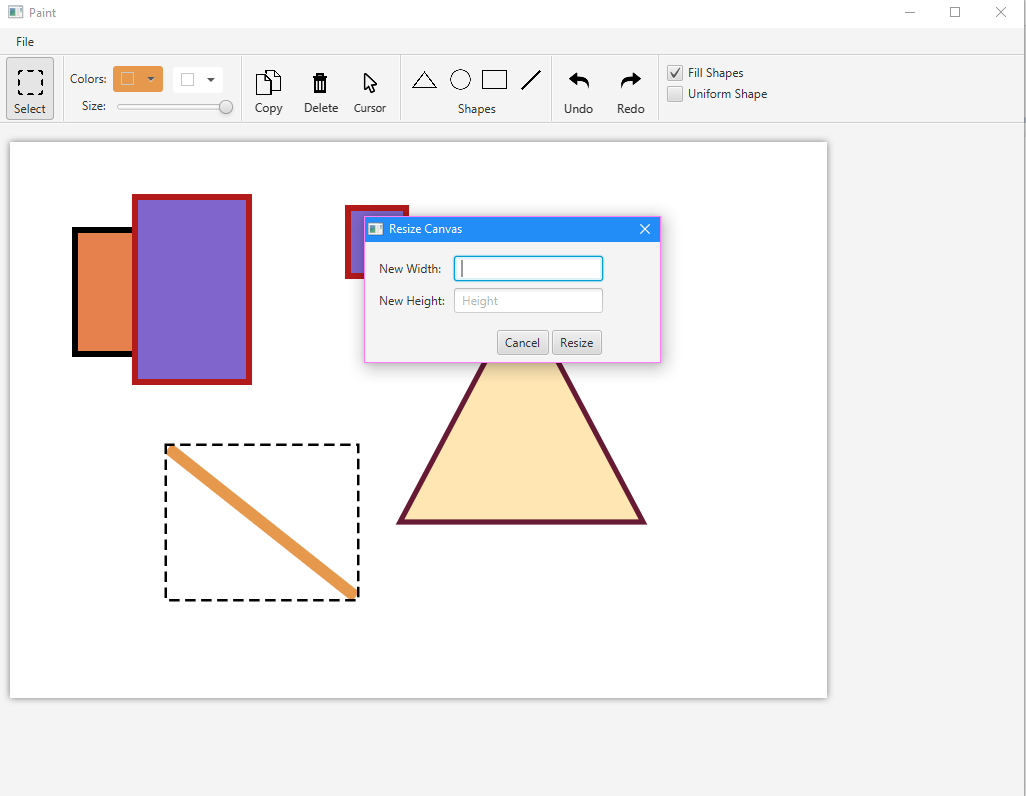 Paint
File
Select
Colors:
Size:
Copy
Delete
Cursor
Shapes
Undo
Redo
Fill Shapes
Uniform Shape
Resize Canvas
New Width:
New Height: Height
Cancel Resize